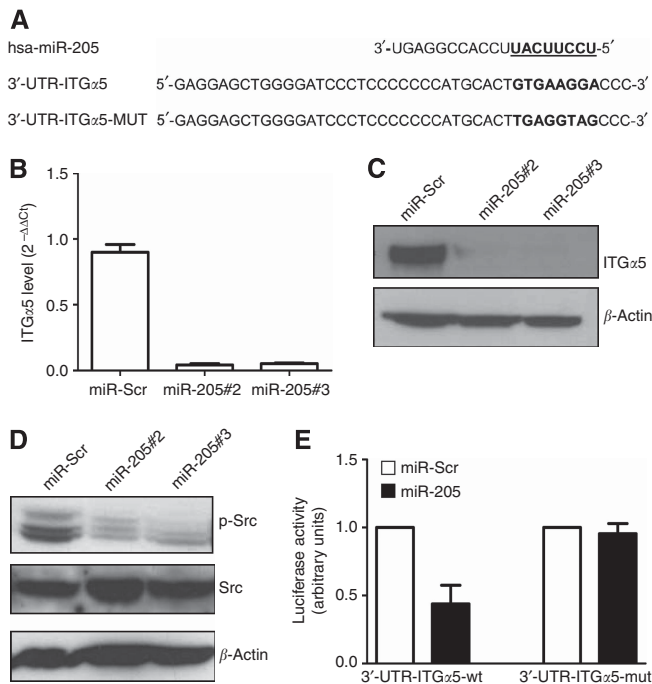 A
hsa-miR-205 3′-UGAGGCCACCUUACUUCCU-5′
3′-UTR-ITGα5 5′-GAGGAGCTGGGGATCCCTCCCCCCCATGCACTGTGAAGGACCC-3′
3′-UTR-ITGα5-MUT 5′-GAGGAGCTGGGGATCCCTCCCCCCCATGCACTTGAGGTAGCCC-3′
B
1.5
1.0
0.5
0.0
ITGα5 level (2⁻ΔΔCt)
miR-Scr miR-205#2 miR-205#3
C
miR-Scr miR-205#2 miR-205#3
ITGα5
β-Actin
D
miR-Scr miR-205#2 miR-205#3
p-Src
Src
β-Actin
E
1.5
1.0
0.5
0.0
Luciferase activity
(arbitrary units)
miR-Scr
miR-205
3′-UTR-ITGα5-wt 3′-UTR-ITGα5-mut